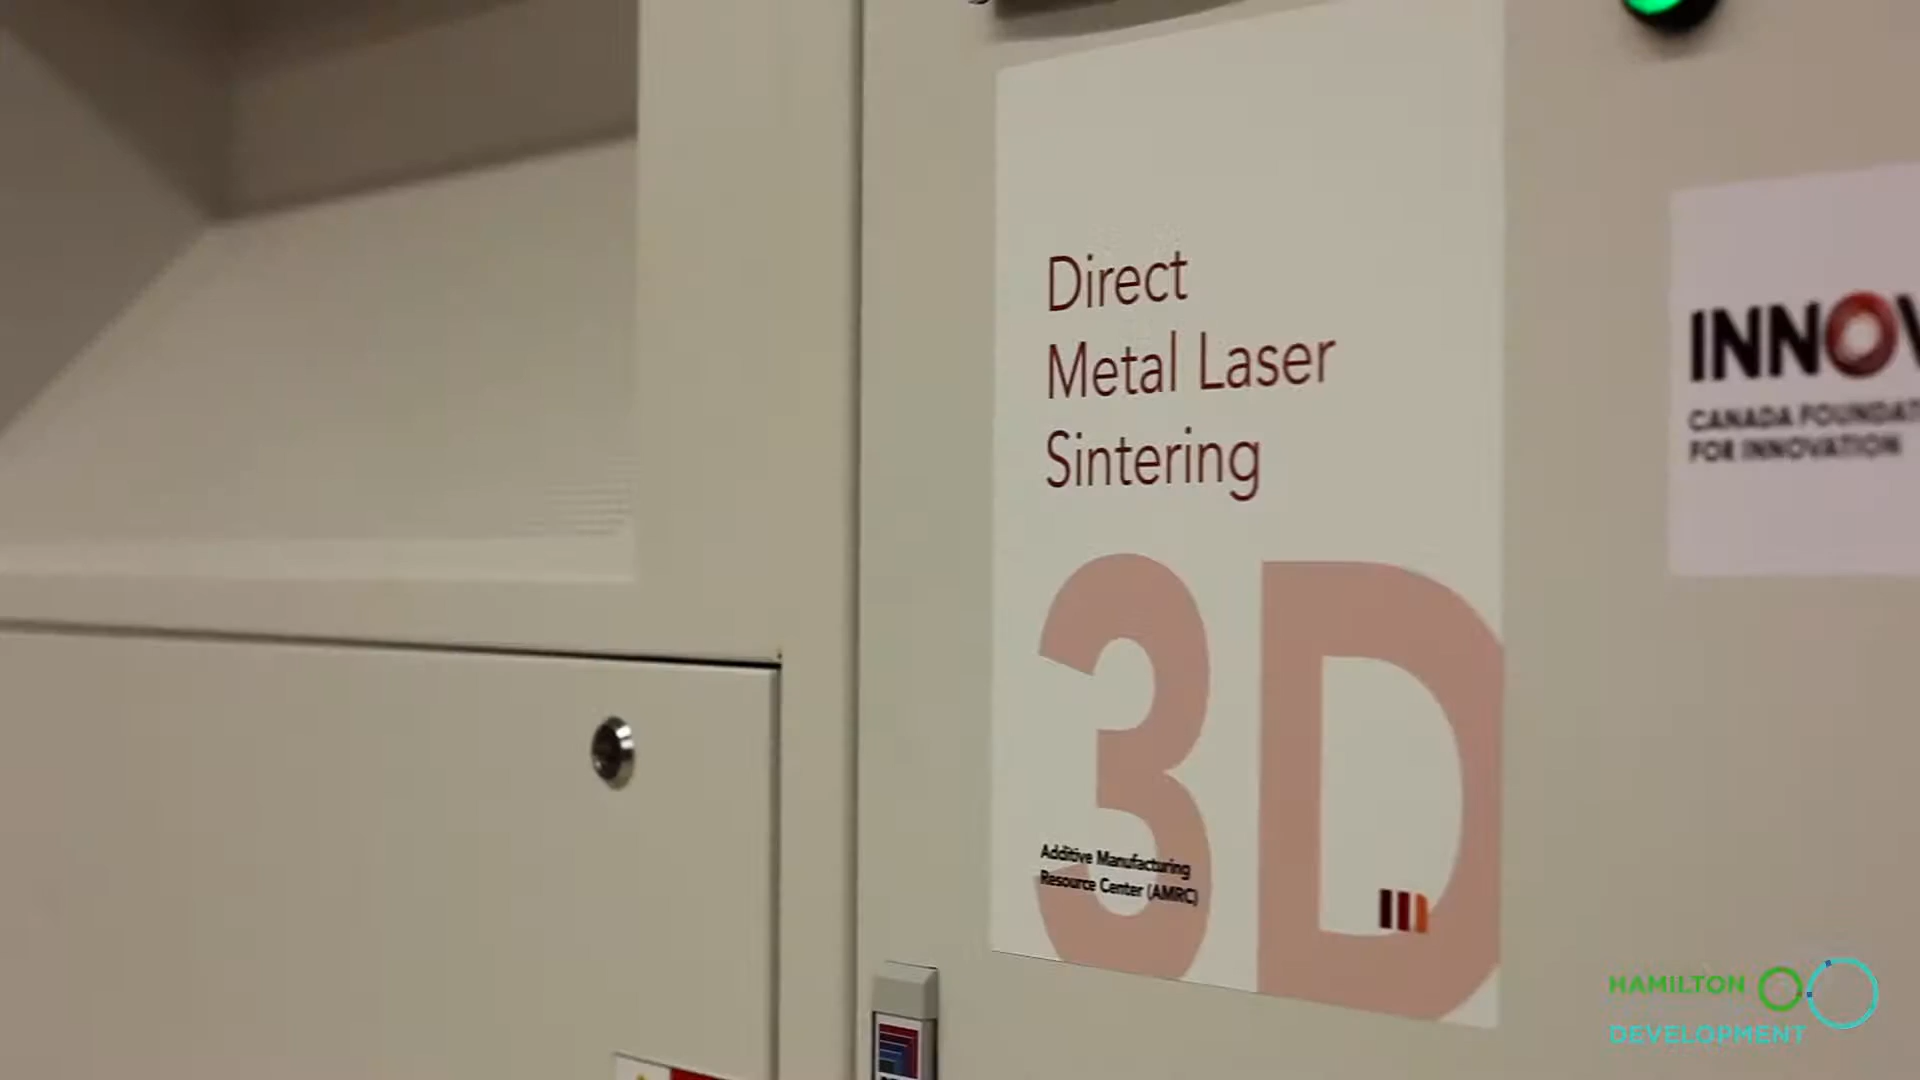 Direct
Metal Laser
Sintering
3D
Additive Manufacturing
Resource Center (AMRC)
INNOV
CANADA FOUNDAT
FOR INNOVATION
HAMILTON
DEVELOPMENT